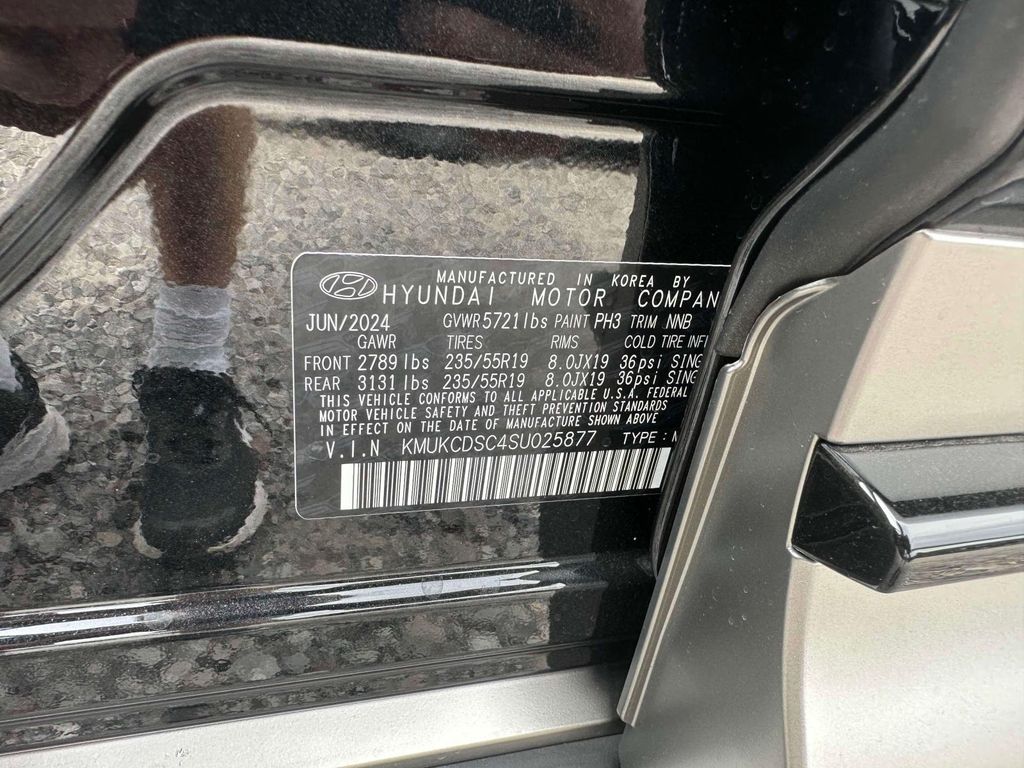 MANUFACTURED IN KOREA BY
HYUNDAI MOTOR COMPAN
JUN/2024 GVWR 5721 lbs PAINT PH3 TRIM NNB
GAWR TIRES RIMS COLD TIRE INFL
FRONT 2789 lbs 235/55R19 8.0JX19 36psi SING
REAR 3131 lbs 235/55R19 8.0JX19 36psi SING
THIS VEHICLE CONFORMS TO ALL APPLICABLE U.S.A. FEDERAL
MOTOR VEHICLE SAFETY AND THEFT PREVENTION STANDARDS
IN EFFECT ON THE DATE OF MANUFACTURE SHOWN ABOVE
V.I.N KMUKCDSC4SU025877 TYPE : M